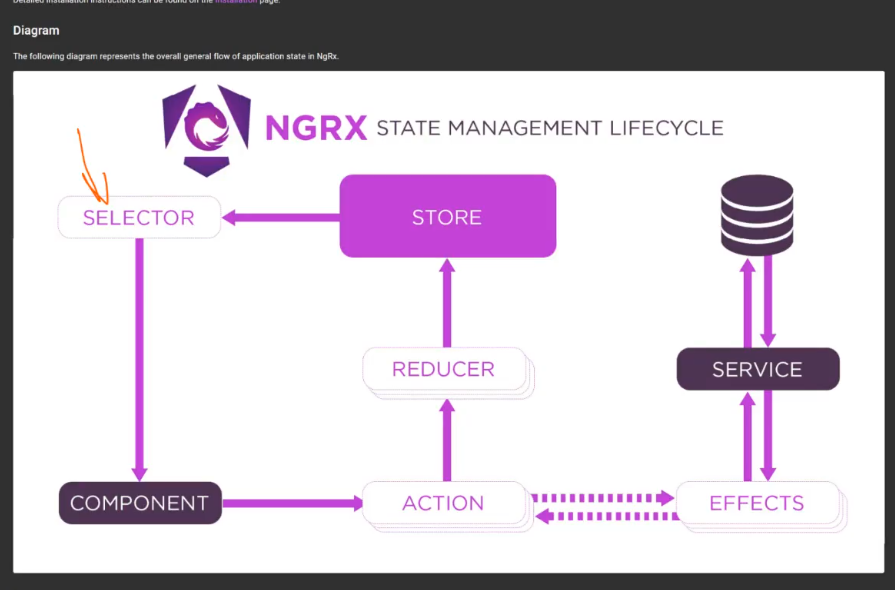 Detailed installation instructions can be found on the Installation page.
Diagram
The following diagram represents the overall general flow of application state in NgRx.
NGRX STATE MANAGEMENT LIFECYCLE
SELECTOR
STORE
REDUCER
SERVICE
COMPONENT
ACTION
EFFECTS